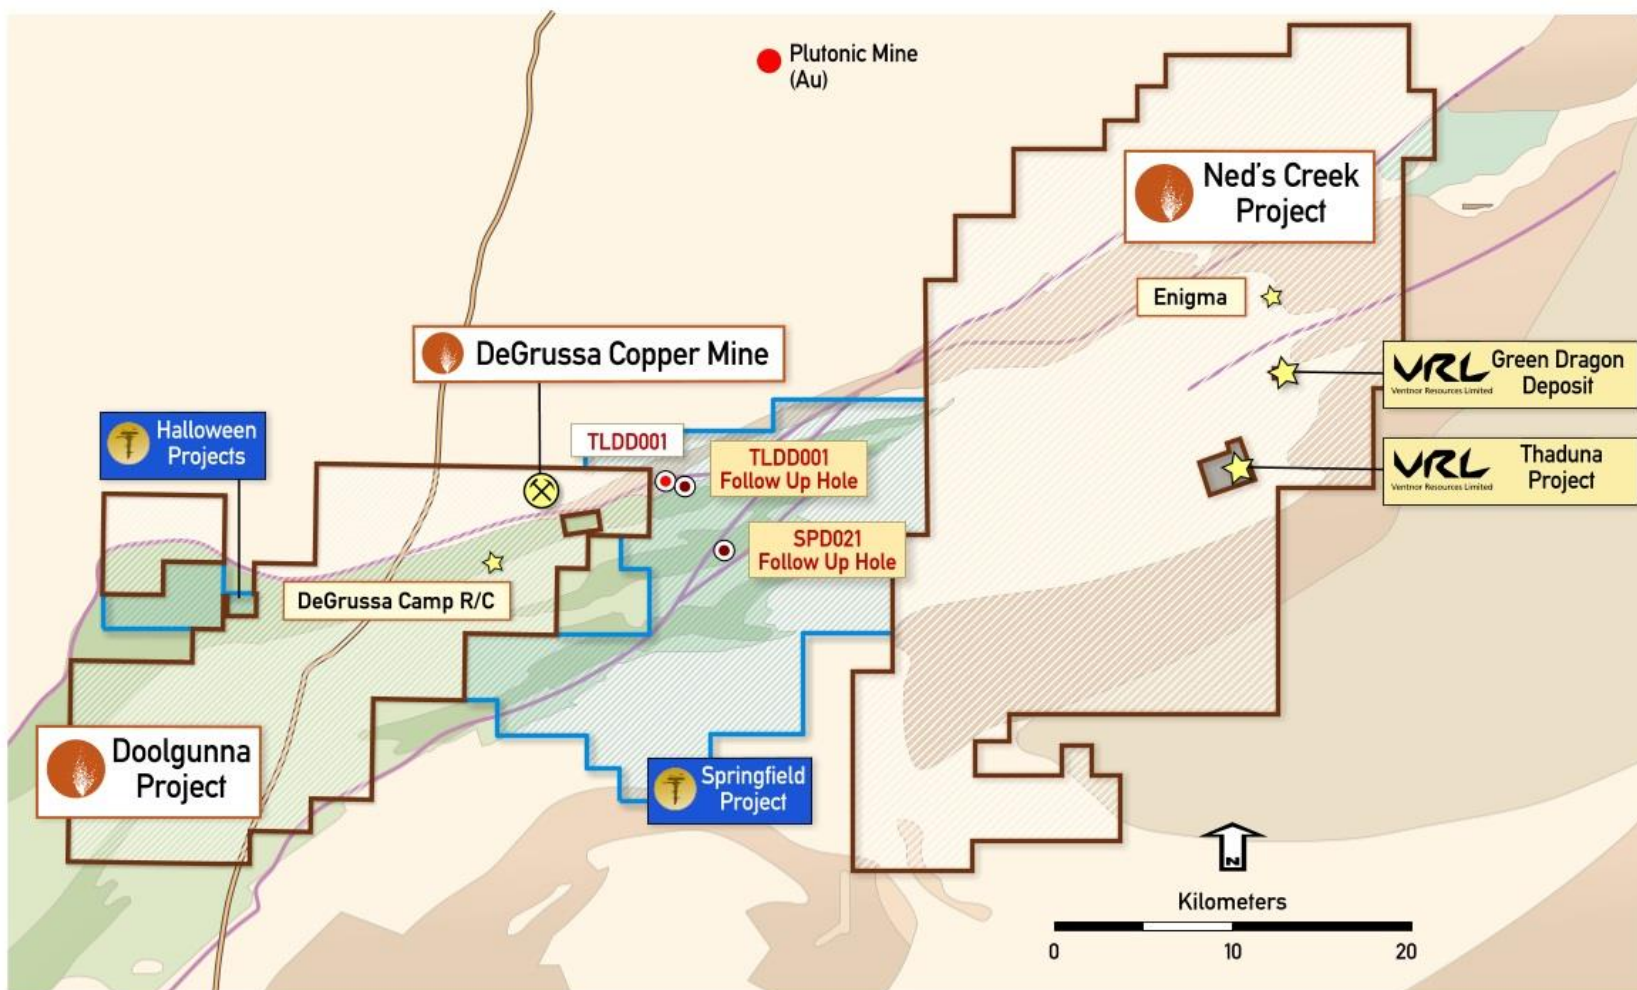 Plutonic Mine
(Au)
Ned's Creek
Project
Enigma
DeGrussa Copper Mine
VRL
Ventnor Resources Limited
Green Dragon
Deposit
Halloween
Projects
TLDD001
TLDD001
Follow Up Hole
VRL
Ventnor Resources Limited
Thaduna
Project
SPD021
Follow Up Hole
DeGrussa Camp R/C
Doolgunna
Project
Springfield
Project
N
Kilometers
0
10
20